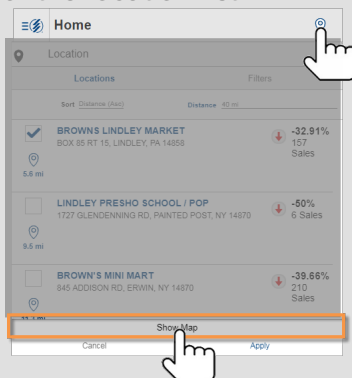 Home
Location
Locations Filters
Sort Distance (Asc) Distance 40 mi
BROWNS LINDLEY MARKET
BOX 85 RT 15, LINDLEY, PA 14858
-32.91%
157
Sales
5.6 mi
LINDLEY PRESHO SCHOOL / POP
1727 GLENDENNING RD, PAINTED POST, NY 14870
-50%
6 Sales
9.5 mi
BROWN'S MINI MART
845 ADDISON RD, ERWIN, NY 14870
-39.66%
210
Sales
Show Map
Cancel Apply